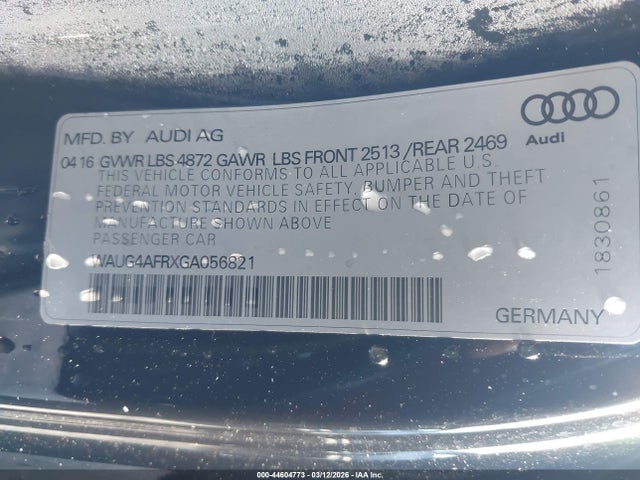 MFD. BY AUDI AG
Audi
04 16 GVWR LBS 4872 GAWR LBS FRONT 2513 /REAR 2469
THIS VEHICLE CONFORMS TO ALL APPLICABLE U.S.
FEDERAL MOTOR VEHICLE SAFETY, BUMPER AND THEFT
PREVENTION STANDARDS IN EFFECT ON THE DATE OF
MANUFACTURE SHOWN ABOVE
PASSENGER CAR
WAUG4AFRXGA056821
1830861
GERMANY
000-44604773 - 03/12/2026 - IAA Inc.